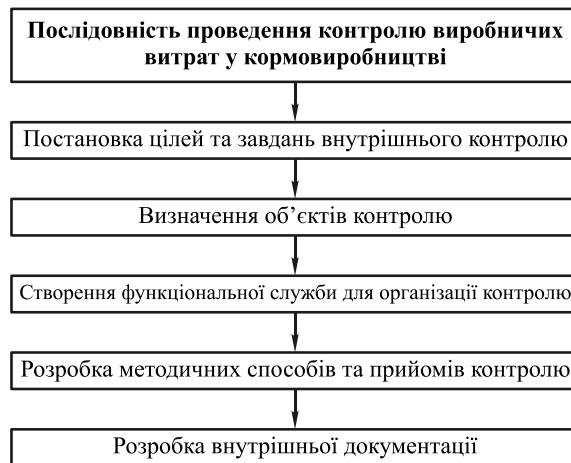 Послідовність проведення контролю виробничих
витрат у кормовиробництві
Постановка цілей та завдань внутрішнього контролю
Визначення об’єктів контролю
Створення функціональної служби для організації контролю
Розробка методичних способів та прийомів контролю
Розробка внутрішньої документації